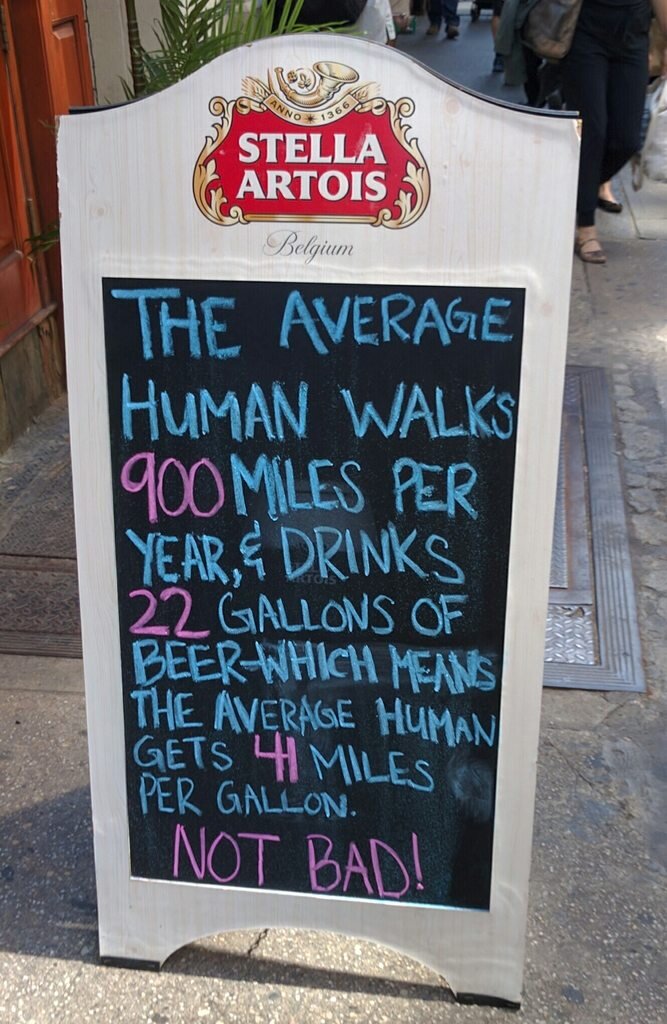 ANNO ✶ 1366
STELLA
ARTOIS
Belgium
THE AVERAGE
HUMAN WALKS
900 MILES PER
YEAR, & DRINKS
22 GALLONS OF
BEER-WHICH MEANS
THE AVERAGE HUMAN
GETS 41 MILES
PER GALLON.
NOT BAD!